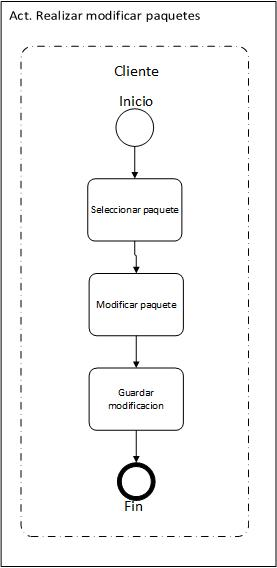 Act. Realizar modificar paquetes
Cliente
Inicio
Seleccionar paquete
Modificar paquete
Guardar
modificacion
Fin